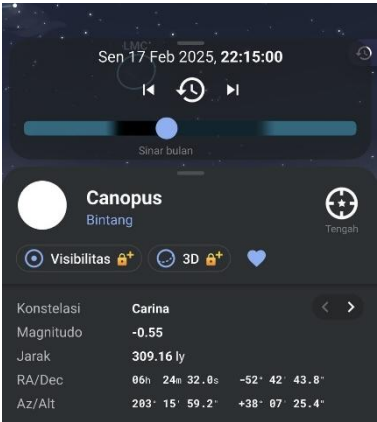 LMC
Sen 17 Feb 2025, 22:15:00
Sinar bulan
Canopus
Bintang
Tengah
Visibilitas 3D
Konstelasi Carina
Magnitudo -0.55
Jarak 309.16 ly
RA/Dec 06h 24m 32.0s -52° 42' 43.8"
Az/Alt 203° 15' 59.2" +38° 07' 25.4"